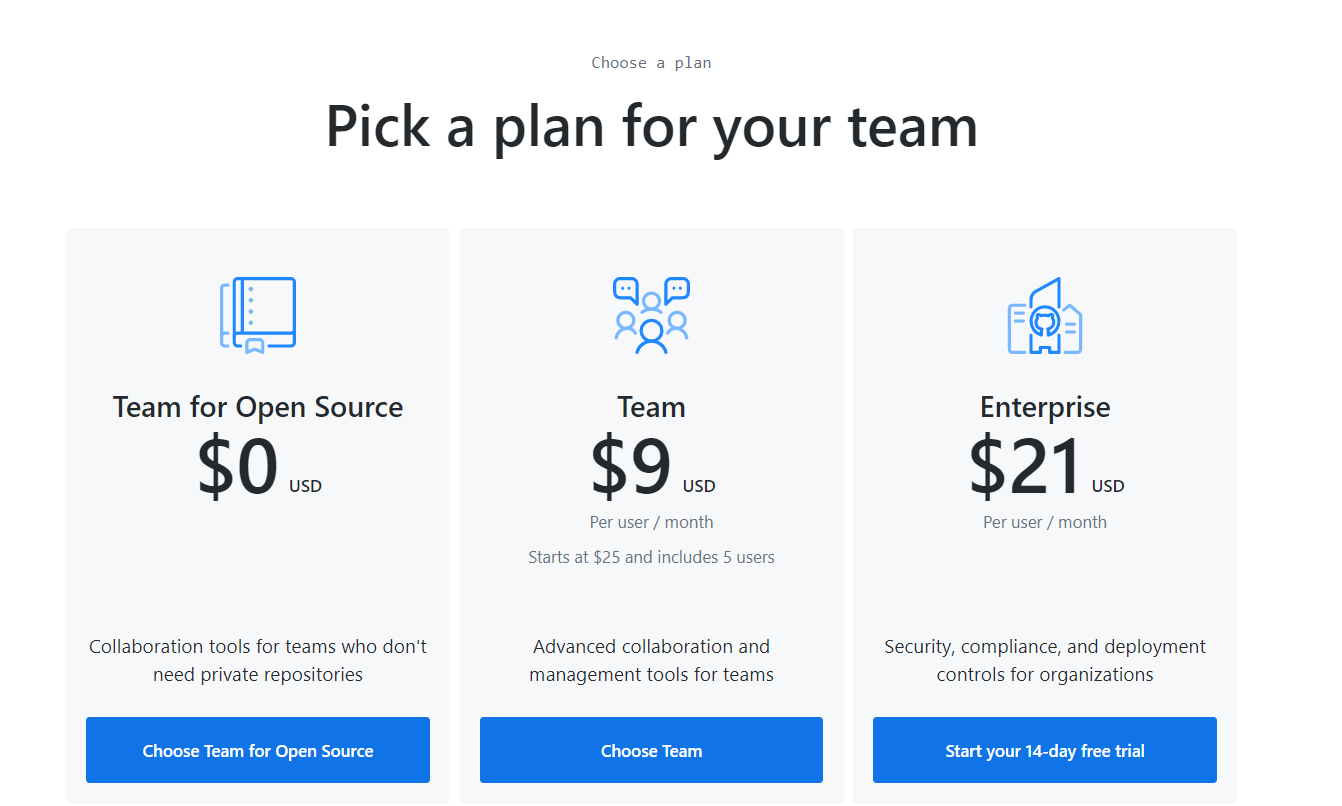 Choose a plan
Pick a plan for your team
Team for Open Source
$0 USD
Collaboration tools for teams who don't
need private repositories
Choose Team for Open Source
Team
$9 USD
Per user / month
Starts at $25 and includes 5 users
Advanced collaboration and
management tools for teams
Choose Team
Enterprise
$21 USD
Per user / month
Security, compliance, and deployment
controls for organizations
Start your 14-day free trial